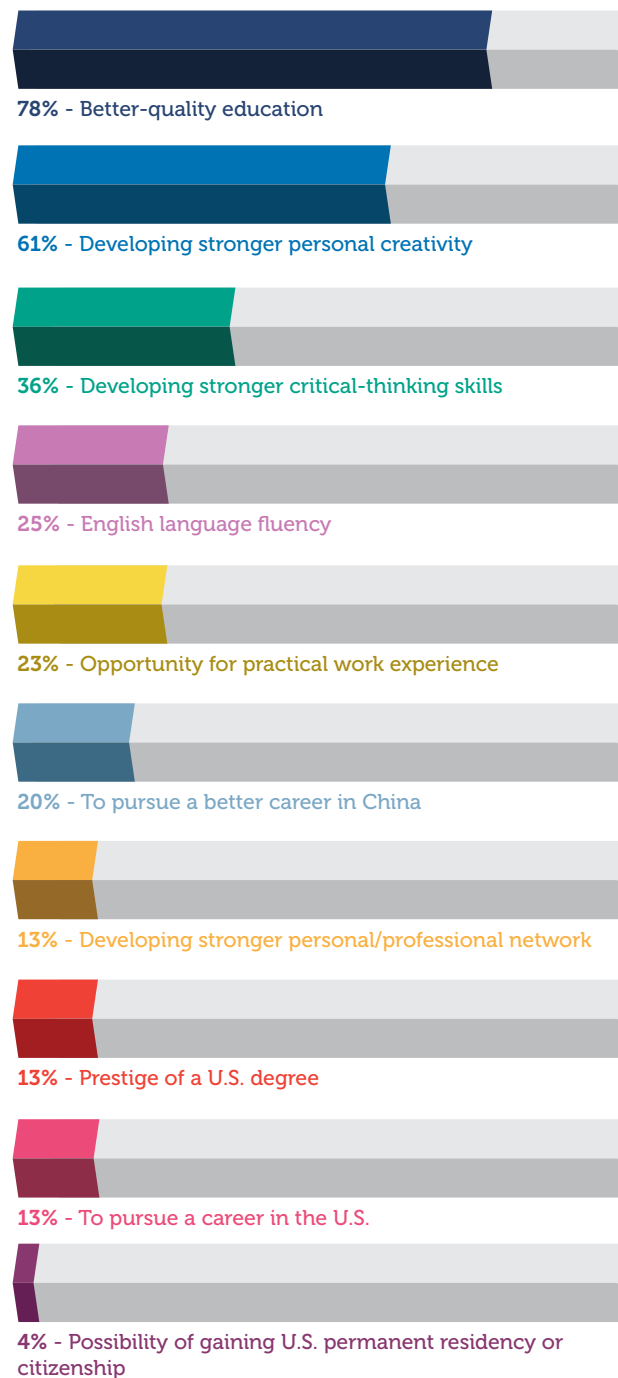 78% - Better-quality education
61% - Developing stronger personal creativity
36% - Developing stronger critical-thinking skills
25% - English language fluency
23% - Opportunity for practical work experience
20% - To pursue a better career in China
13% - Developing stronger personal/professional network
13% - Prestige of a U.S. degree
13% - To pursue a career in the U.S.
4% - Possibility of gaining U.S. permanent residency or
citizenship